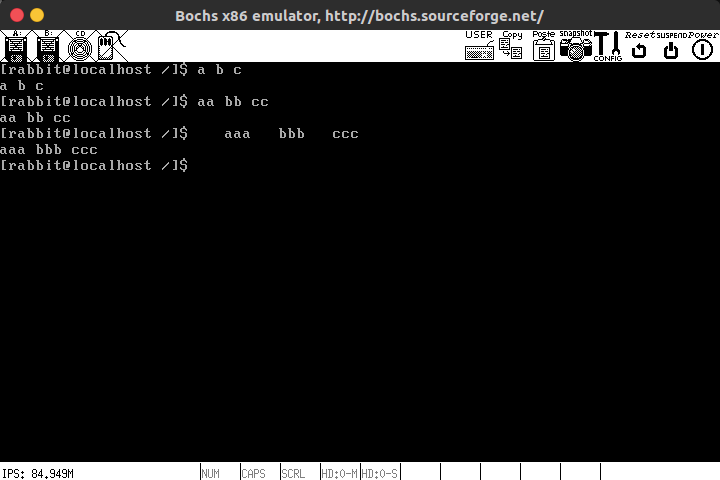 Bochs x86 emulator, http://bochs.sourceforge.net/
A: B: CD USER Copy Paste snapshot CONFIG Reset SUSPEND Power
[rabbit@localhost /]$ a b c
a b c
[rabbit@localhost /]$ aa bb cc
aa bb cc
[rabbit@localhost /]$    aaa   bbb   ccc
aaa bbb ccc
[rabbit@localhost /]$
IPS: 84.949M NUM CAPS SCRL HD:0-M HD:0-S